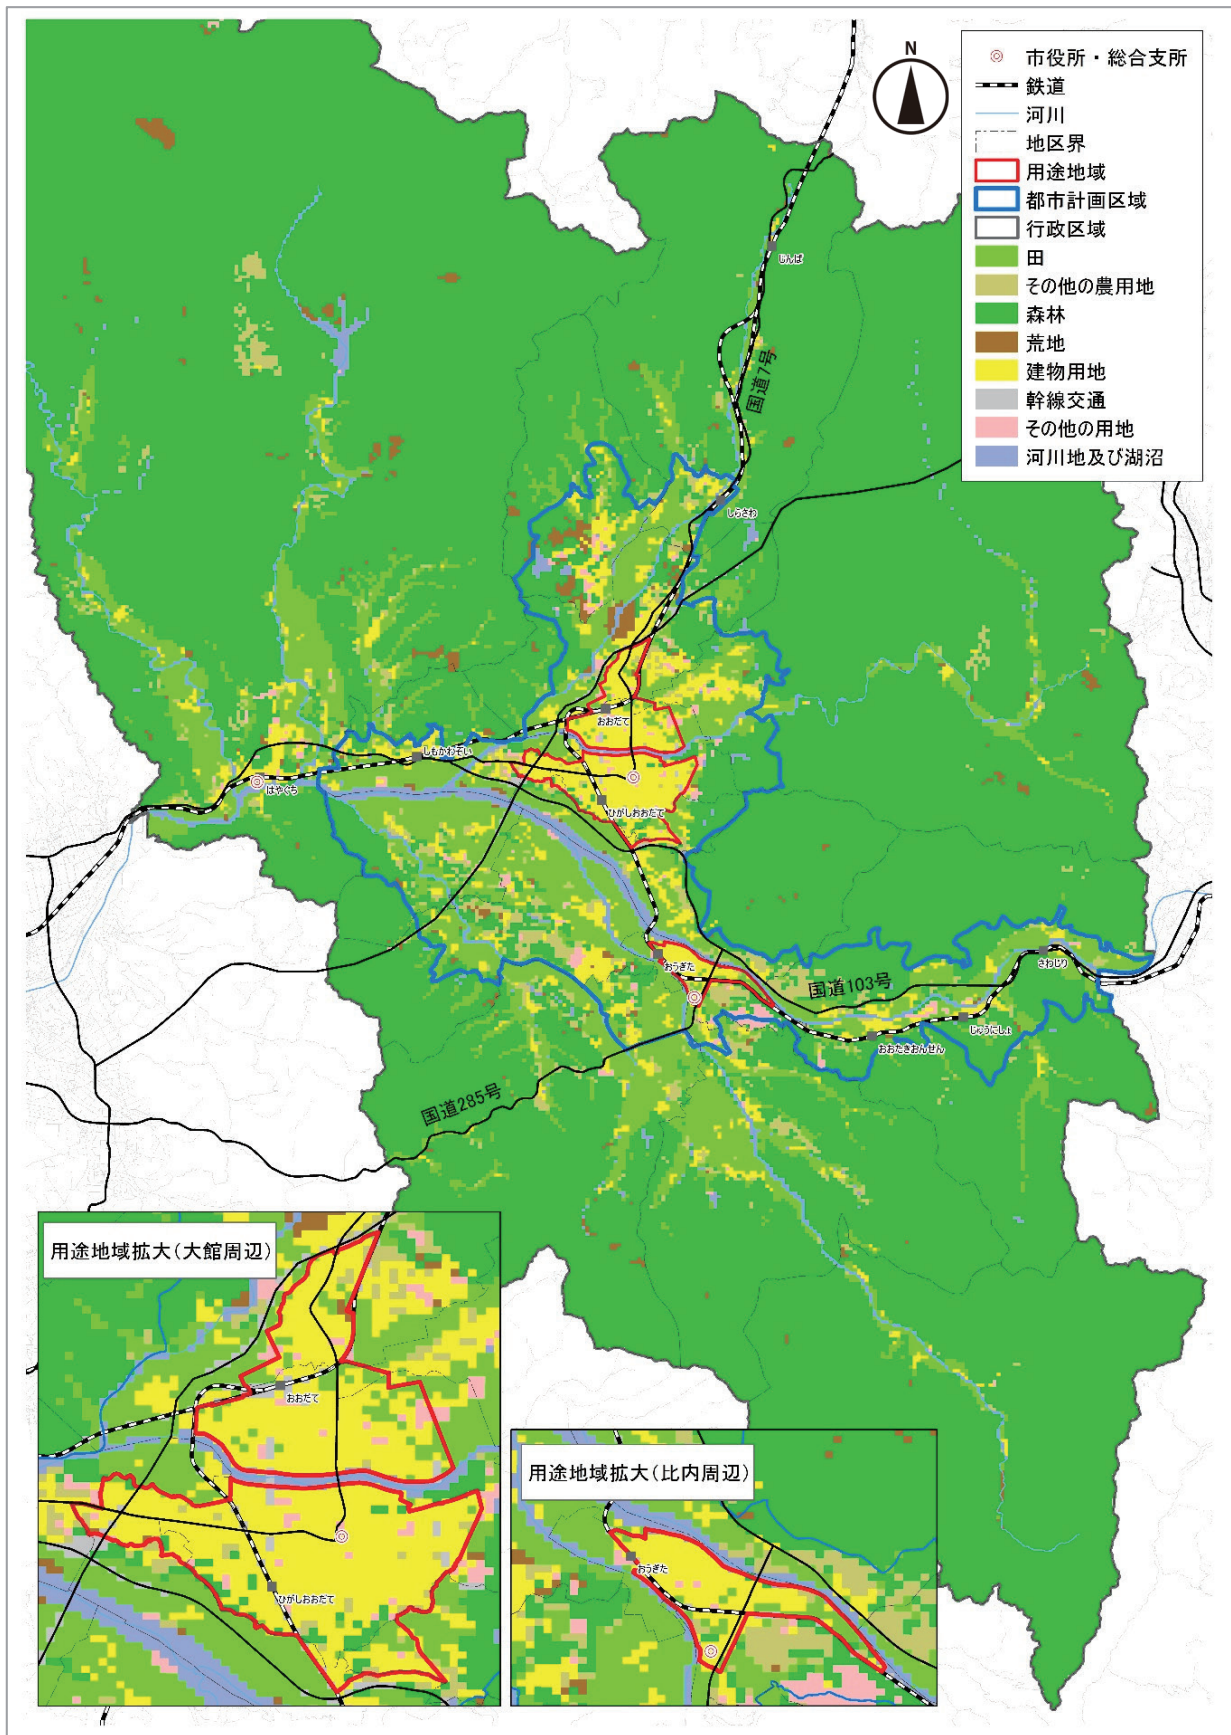 N
市役所・総合支所
鉄道
河川
地区界
用途地域
都市計画区域
行政区域
田
その他の農用地
森林
荒地
建物用地
幹線交通
その他の用地
河川地及び湖沼
じんば
国道7号
しらさわ
おおだて
しもかわぞい
はやぐち
ひがしおおだて
おうぎた
さわじり
国道103号
じゅうにしょ
おおたきおんせん
国道285号
用途地域拡大(大館周辺)
おおだて
ひがしおおだて
用途地域拡大(比内周辺)
おうぎた